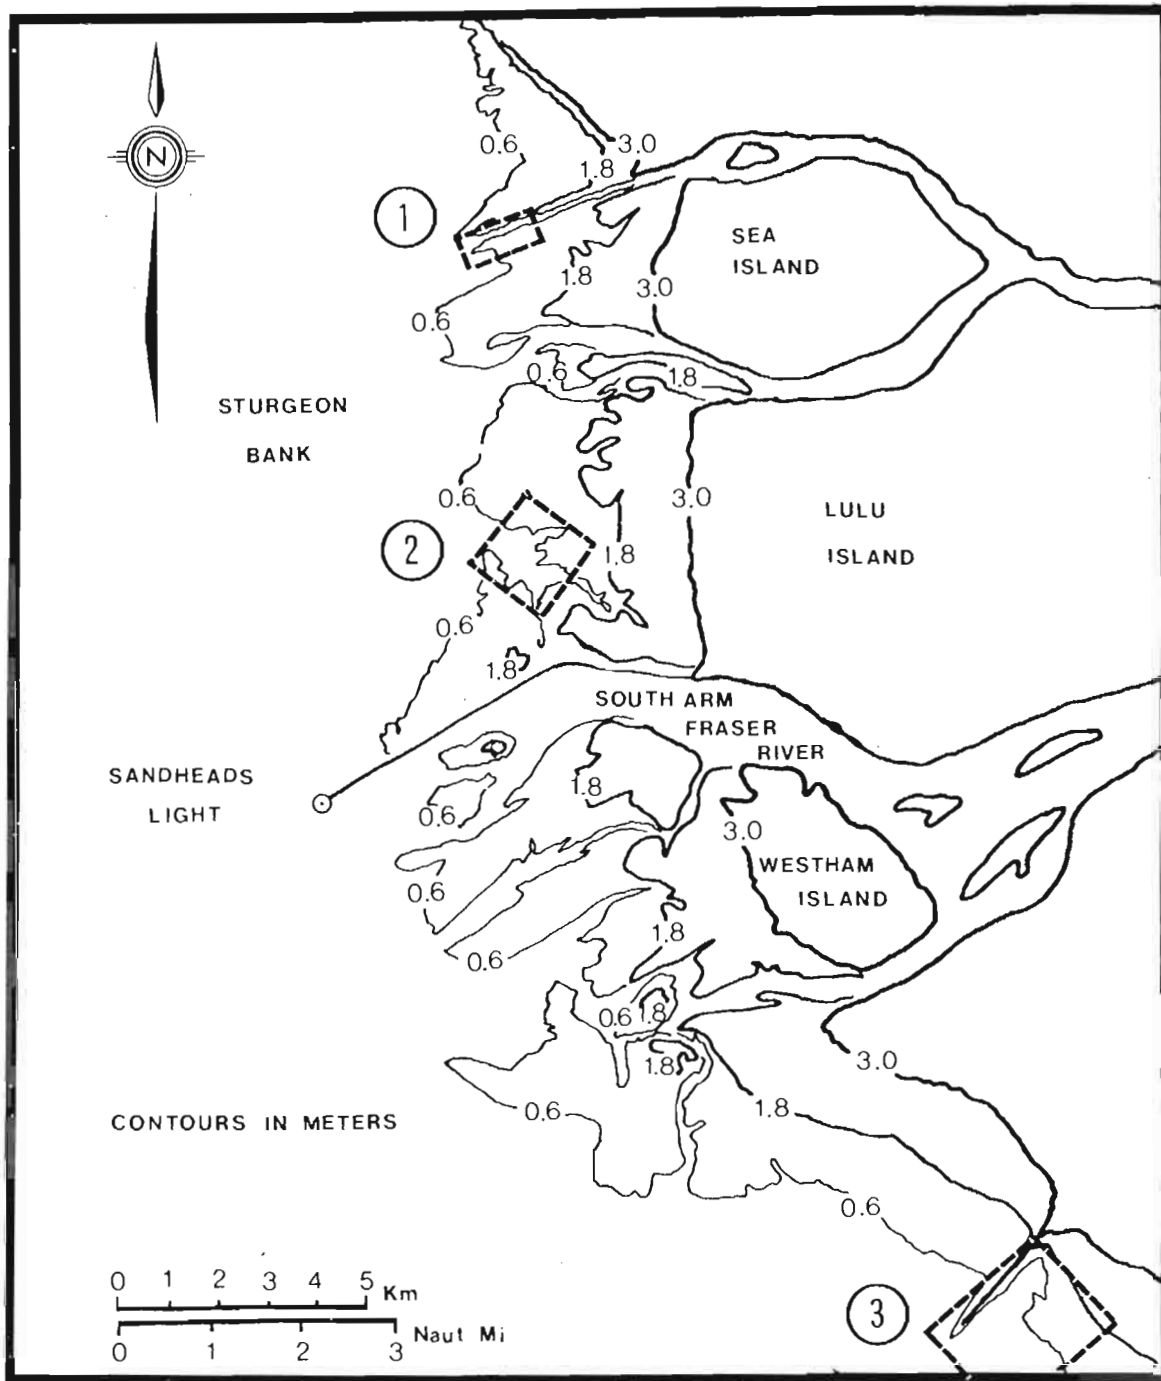 0.6
3.0
1.8
N
1
SEA
ISLAND
1.8
3.0
0.6
0.6
1.8
STURGEON
BANK
0.6
3.0
LULU
ISLAND
2
1.8
0.6
1.8
SOUTH ARM
FRASER
RIVER
SANDHEADS
LIGHT
1.8
0.6
3.0
WESTHAM
ISLAND
0.6
1.8
0.6
0.6
1.8
1.8
3.0
0.6
1.8
CONTOURS IN METERS
0.6
0 1 2 3 4 5 Km
3
Naut Mi
0 1 2 3